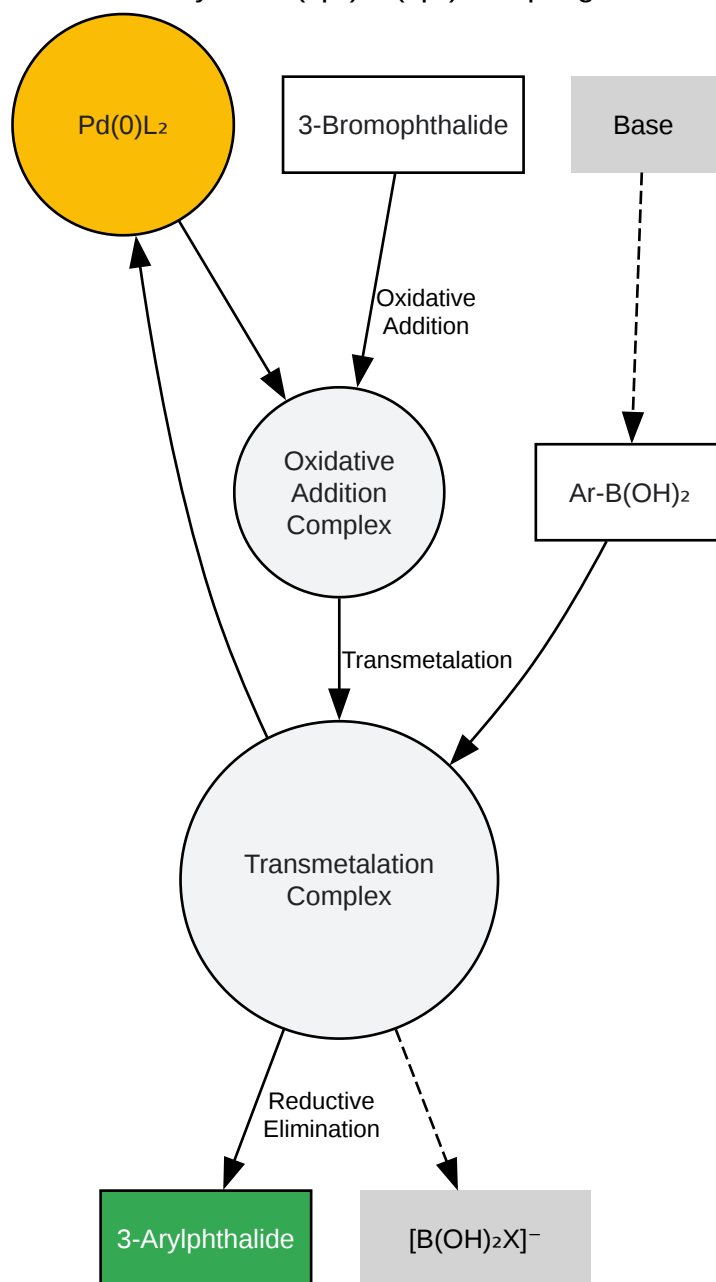 Pd(0)L₂
3-Bromophthalide
Base
Oxidative
Addition
Oxidative
Addition
Complex
Ar-B(OH)₂
Transmetalation
Transmetalation
Complex
Reductive
Elimination
3-Arylphthalide
[B(OH)₂X]⁻